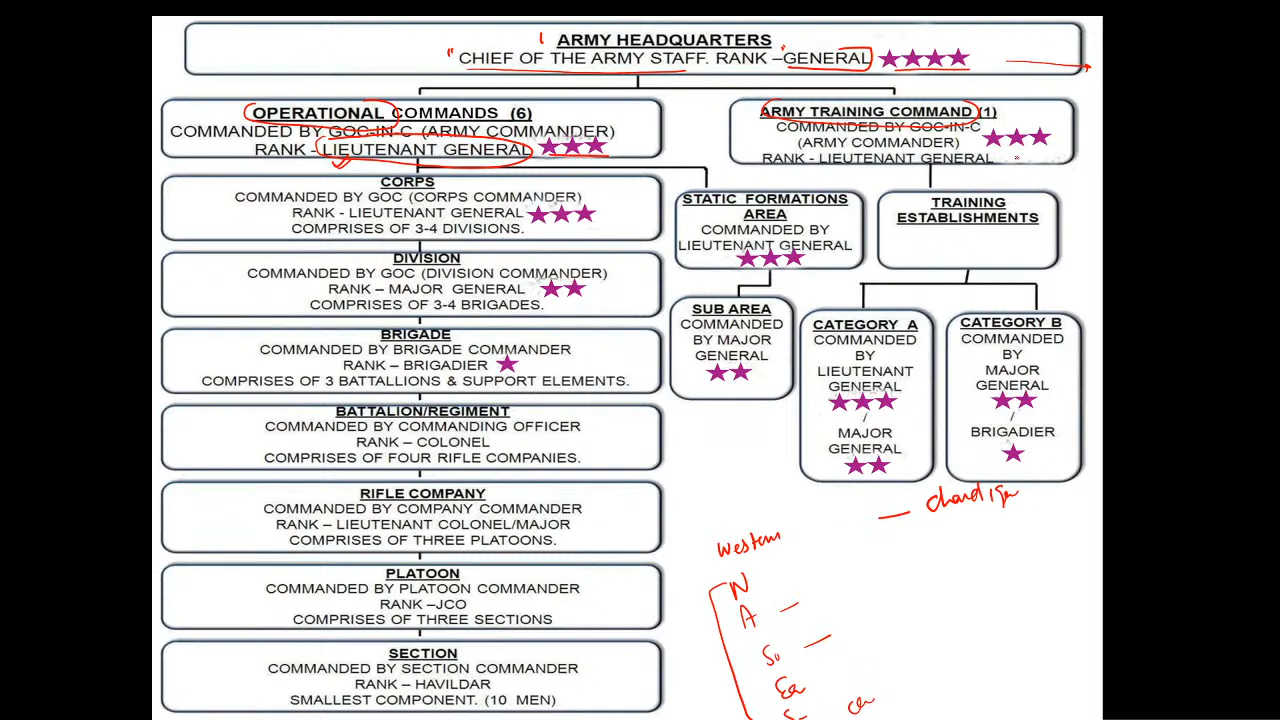 ARMY HEADQUARTERS
CHIEF OF THE ARMY STAFF. RANK –GENERAL
OPERATIONAL COMMANDS (6)
COMMANDED BY GOC-IN-C (ARMY COMMANDER)
RANK - LIEUTENANT GENERAL
ARMY TRAINING COMMAND (1)
COMMANDED BY GOC-IN-C
(ARMY COMMANDER)
RANK - LIEUTENANT GENERAL
CORPS
COMMANDED BY GOC (CORPS COMMANDER)
RANK - LIEUTENANT GENERAL
COMPRISES OF 3-4 DIVISIONS.
STATIC FORMATIONS
AREA
COMMANDED BY
LIEUTENANT GENERAL
TRAINING
ESTABLISHMENTS
DIVISION
COMMANDED BY GOC (DIVISION COMMANDER)
RANK - MAJOR GENERAL
COMPRISES OF 3-4 BRIGADES.
SUB AREA
COMMANDED
BY MAJOR
GENERAL
CATEGORY A
COMMANDED
BY
LIEUTENANT
GENERAL
/
MAJOR
GENERAL
CATEGORY B
COMMANDED
BY
MAJOR
GENERAL
/
BRIGADIER
BRIGADE
COMMANDED BY BRIGADE COMMANDER
RANK – BRIGADIER
COMPRISES OF 3 BATTALLIONS & SUPPORT ELEMENTS.
BATTALION/REGIMENT
COMMANDED BY COMMANDING OFFICER
RANK – COLONEL
COMPRISES OF FOUR RIFLE COMPANIES.
RIFLE COMPANY
COMMANDED BY COMPANY COMMANDER
RANK – LIEUTENANT COLONEL/MAJOR
COMPRISES OF THREE PLATOONS.
PLATOON
COMMANDED BY PLATOON COMMANDER
RANK –JCO
COMPRISES OF THREE SECTIONS
SECTION
COMMANDED BY SECTION COMMANDER
RANK – HAVILDAR
SMALLEST COMPONENT. (10 MEN)
Western
N
A —
So —
Ea